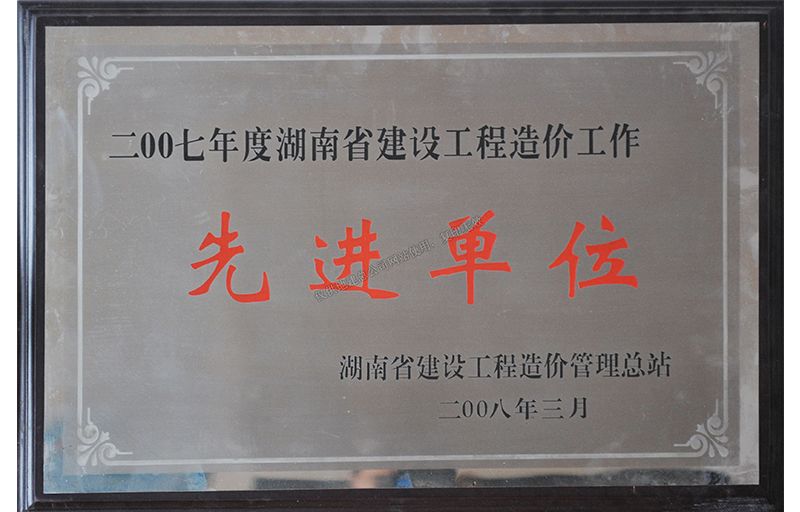 二00七年度湖南省建设工程造价工作
先进单位
湖南省建设工程造价管理总站
二00八年三月